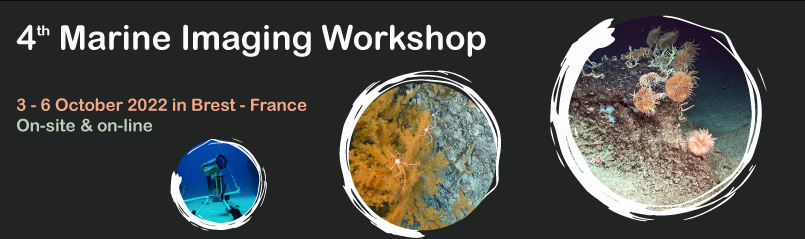 4th Marine Imaging Workshop
3 - 6 October 2022 in Brest - France
On-site & on-line